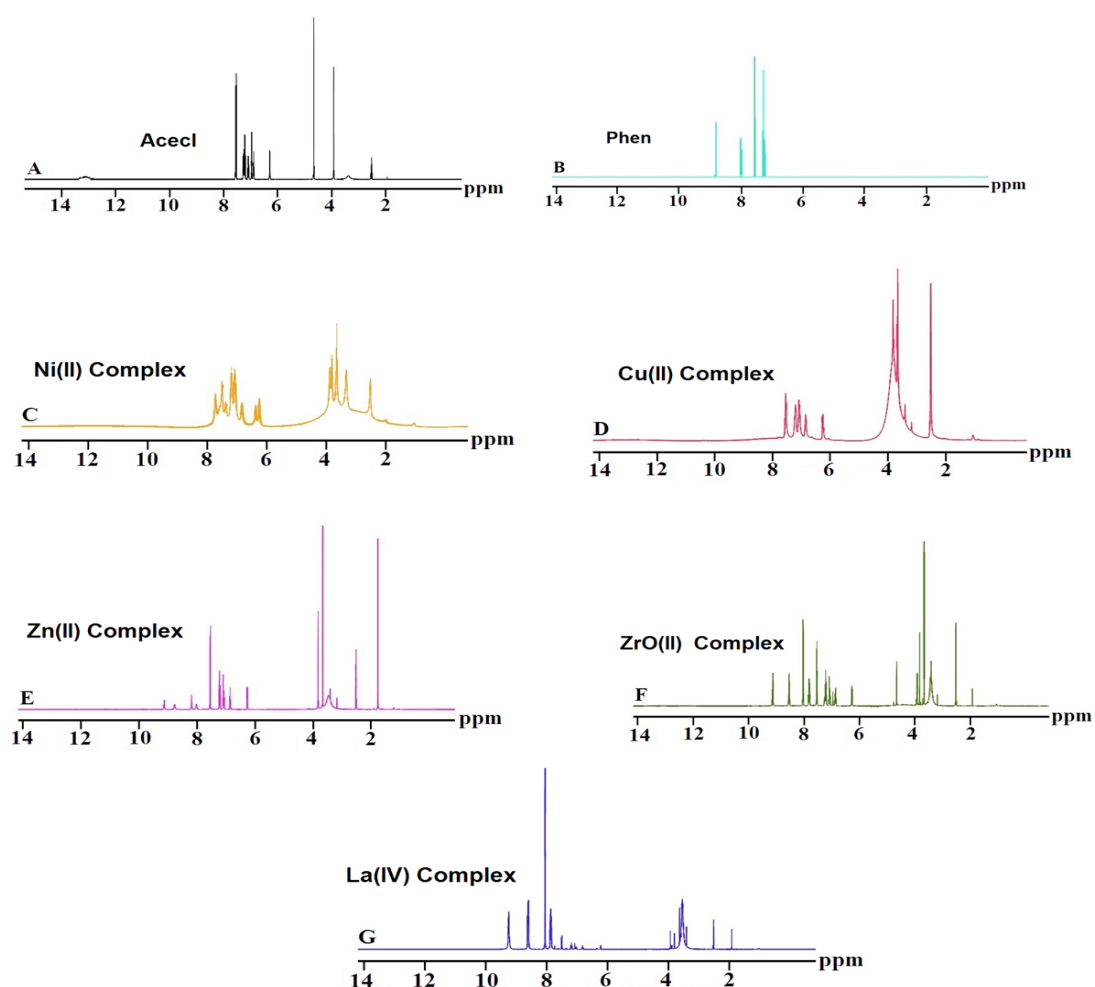 Acecl
A
ppm
14 12 10 8 6 4 2
Phen
B
ppm
14 12 10 8 6 4 2
Ni(II) Complex
C
ppm
14 12 10 8 6 4 2
Cu(II) Complex
D
ppm
14 12 10 8 6 4 2
Zn(II) Complex
E
ppm
14 12 10 8 6 4 2
ZrO(II) Complex
F
ppm
14 12 10 8 6 4 2
La(IV) Complex
G
ppm
14 12 10 8 6 4 2